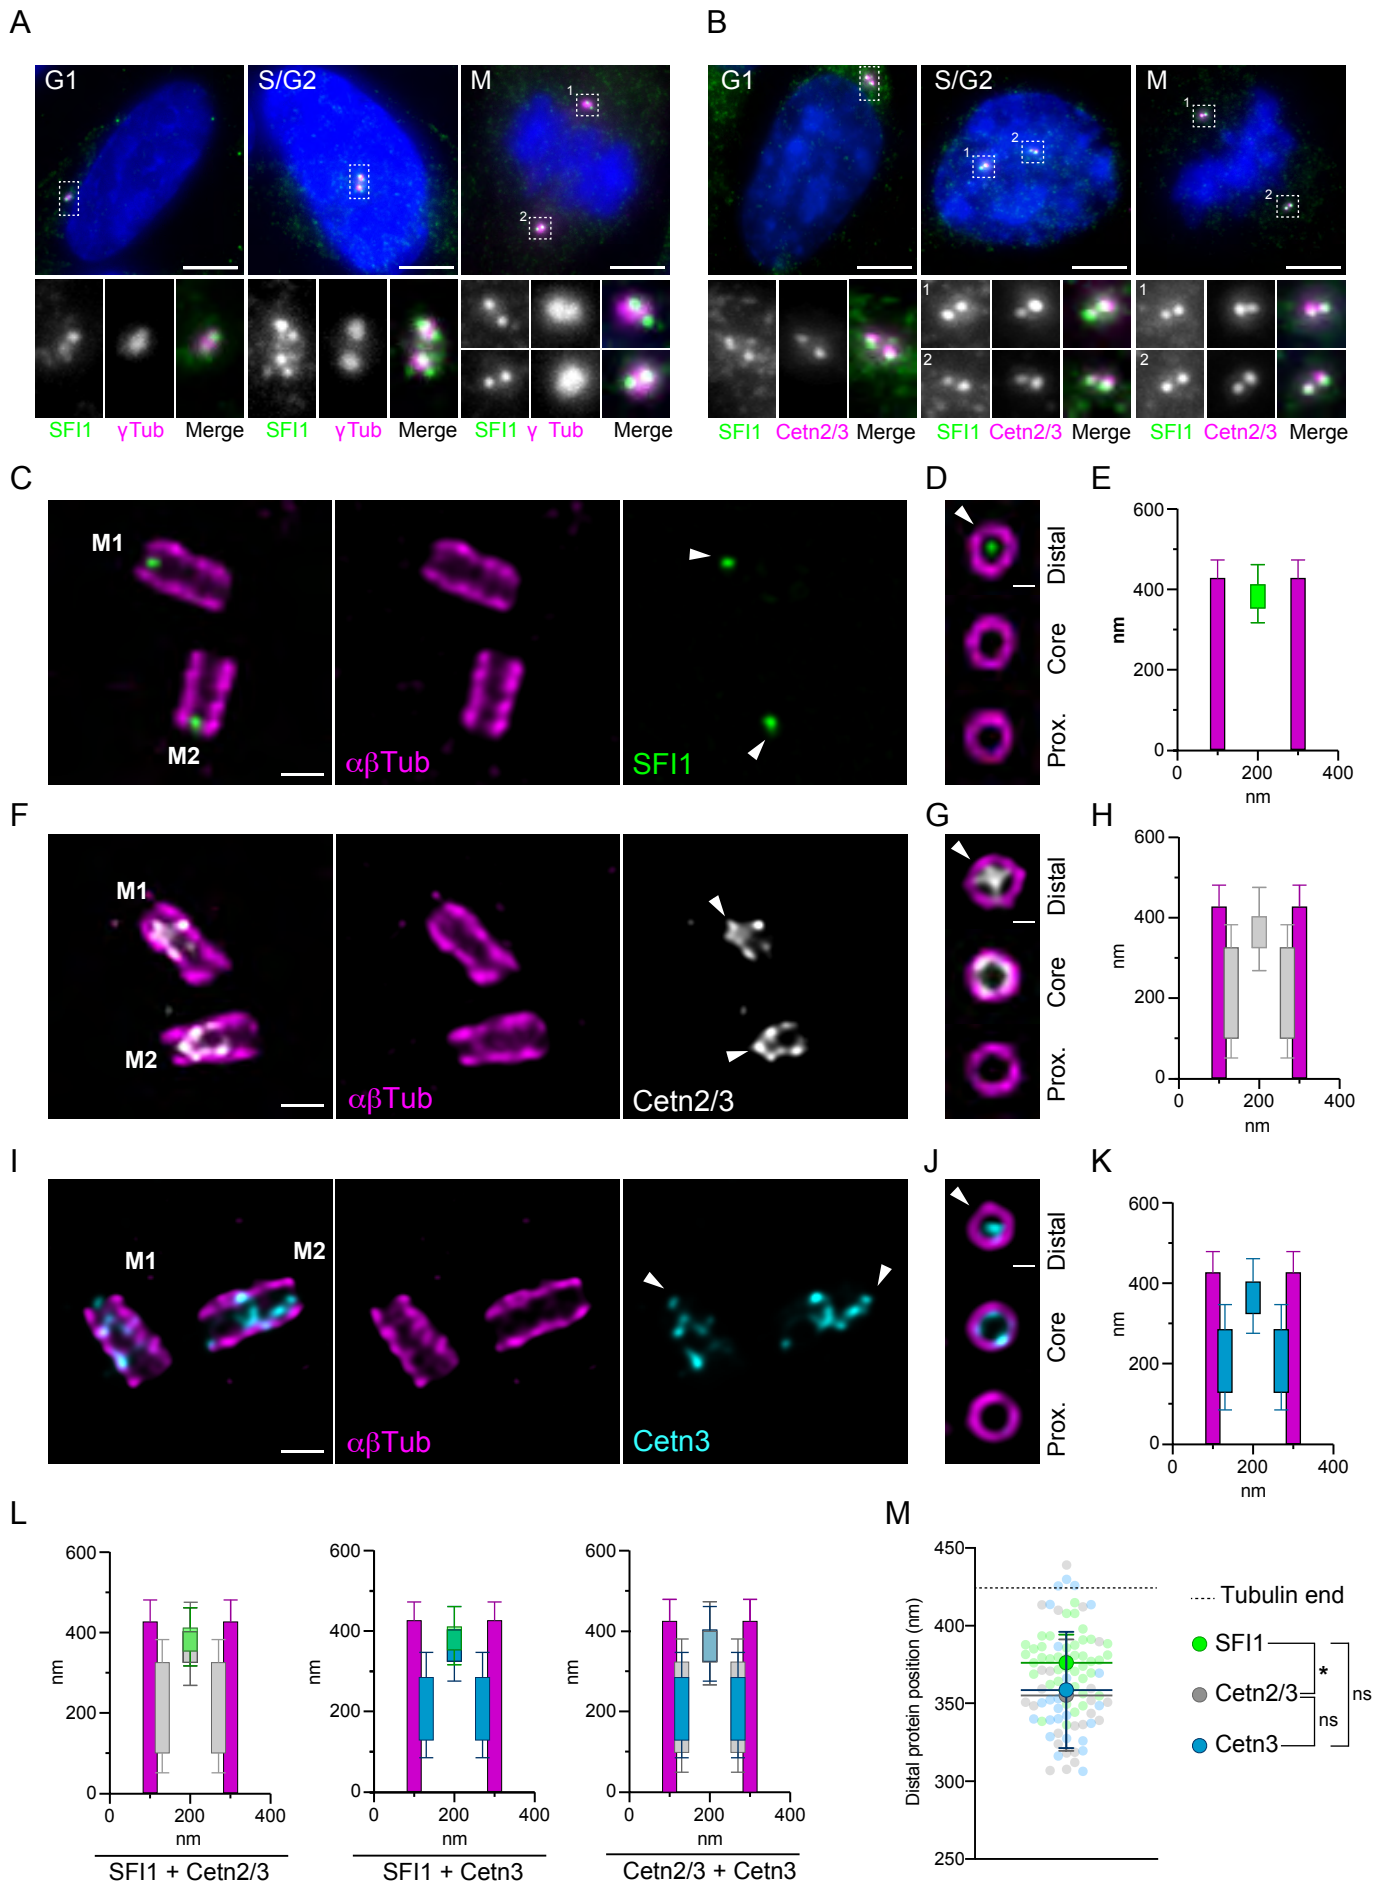 A
B
G1
S/G2
M
1
2
G1
S/G2
1
2
M
1
2
1
2
1
2
SFI1 γTub Merge
SFI1 γTub Merge
SFI1 γ Tub Merge
SFI1 Cetn2/3 Merge
SFI1 Cetn2/3 Merge
SFI1 Cetn2/3 Merge
C
M1
M2
αβTub
SFI1
D
Distal
Core
Prox.
E
600
400
200
0
nm
0 200 400
nm
F
M1
M2
αβTub
Cetn2/3
G
Distal
Core
Prox.
H
600
400
200
0
nm
0 200 400
nm
I
M1
M2
αβTub
Cetn3
J
Distal
Core
Prox.
K
600
400
200
0
nm
0 200 400
nm
L
600
400
200
0
nm
0 200 400
nm
SFI1 + Cetn2/3
600
400
200
0
nm
0 200 400
nm
SFI1 + Cetn3
600
400
200
0
nm
0 200 400
nm
Cetn2/3 + Cetn3
M
450
400
350
300
250
Distal protein position (nm)
Tubulin end
SFI1
Cetn2/3
Cetn3
*
ns
ns